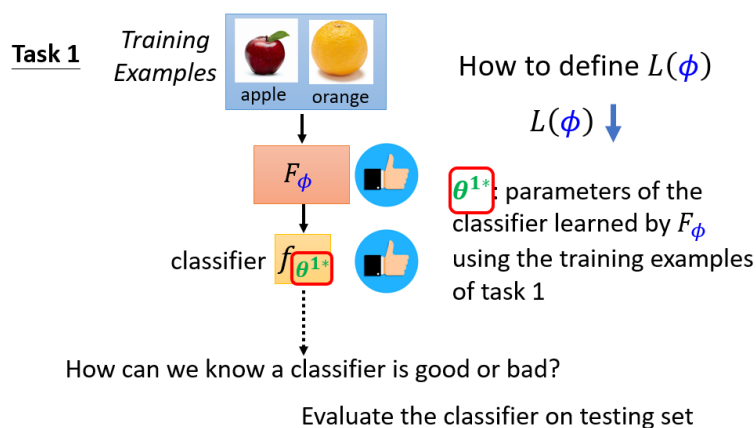 Task 1
Training
Examples
apple orange
How to define L(ϕ)
L(ϕ)
F_ϕ
θ^{1*}: parameters of the
classifier learned by F_ϕ
using the training examples
of task 1
classifier f_{θ^{1*}}
How can we know a classifier is good or bad?
Evaluate the classifier on testing set